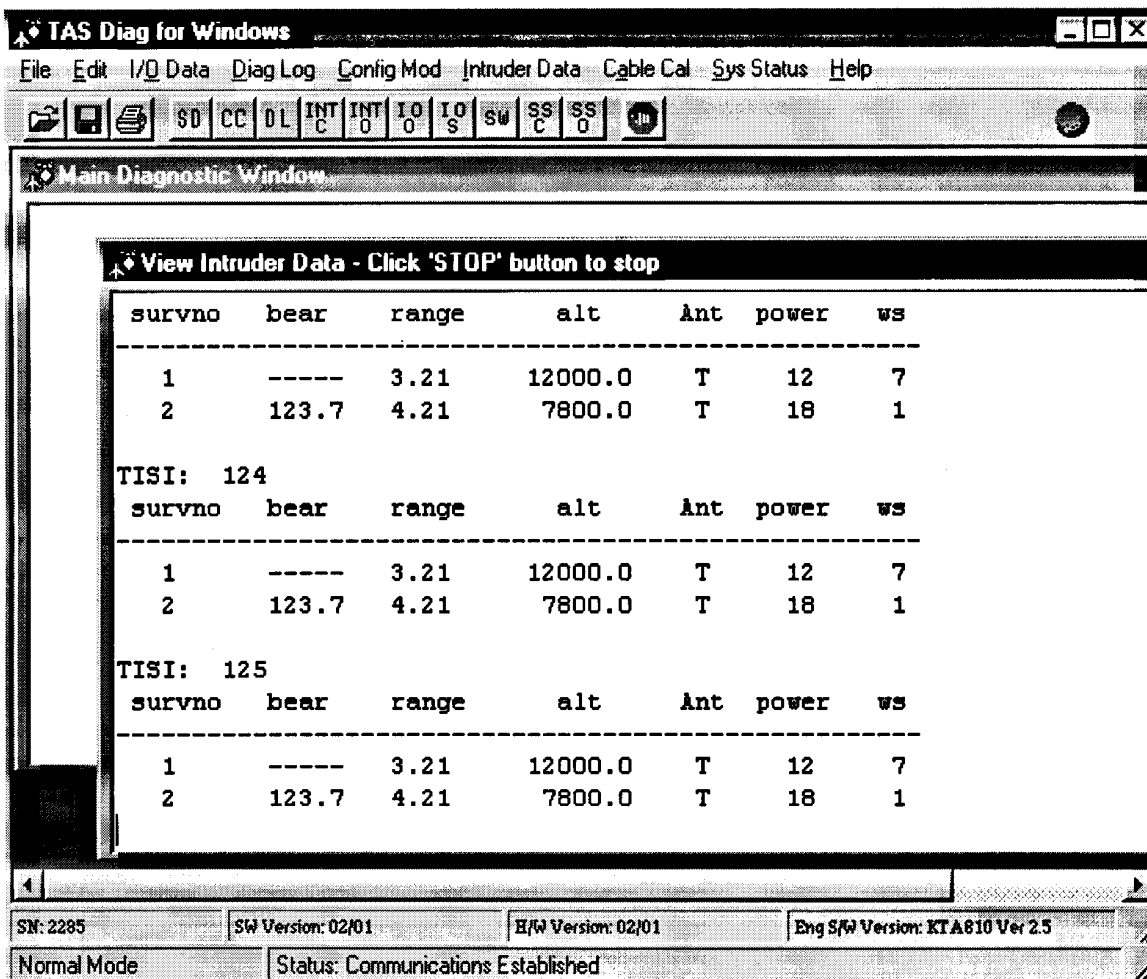 TAS Diag for Windows
File Edit I/O Data Diag Log Config Mod Intruder Data Cable Cal Sys Status Help
SD CC DL INT C INT O IO O IO S SW SS C SS O
Main Diagnostic Window
View Intruder Data - Click 'STOP' button to stop
survno bear range alt Ant power ws
----------------------------------------------------
1 ----- 3.21 12000.0 T 12 7
2 123.7 4.21 7800.0 T 18 1
TISI: 124
survno bear range alt Ant power ws
----------------------------------------------------
1 ----- 3.21 12000.0 T 12 7
2 123.7 4.21 7800.0 T 18 1
TISI: 125
survno bear range alt Ant power ws
----------------------------------------------------
1 ----- 3.21 12000.0 T 12 7
2 123.7 4.21 7800.0 T 18 1
SN: 2285 SW Version: 02/01 H/W Version: 02/01 Eng S/W Version: KTA810 Ver 2.5
Normal Mode Status: Communications Established